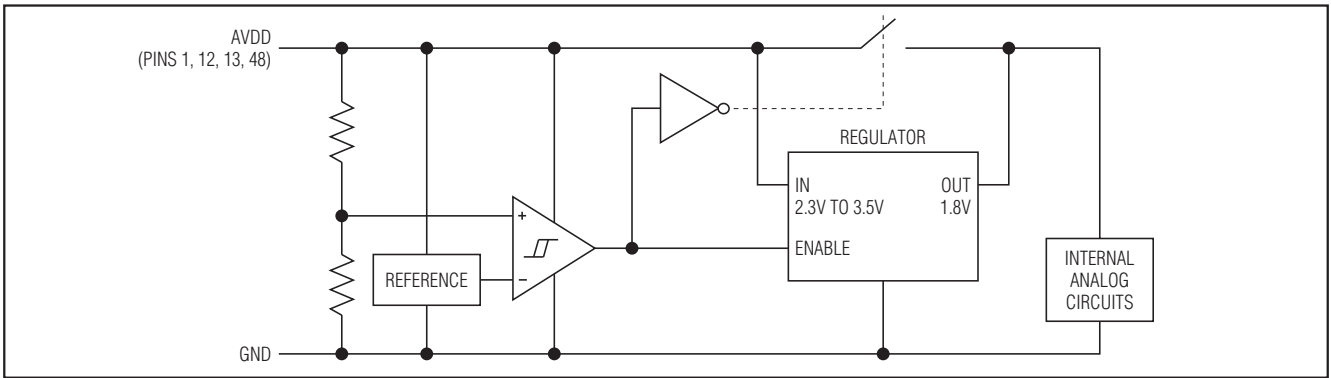 AVDD
(PINS 1, 12, 13, 48)
REGULATOR
IN
2.3V TO 3.5V
OUT
1.8V
+
ENABLE
REFERENCE
−
INTERNAL
ANALOG
CIRCUITS
GND